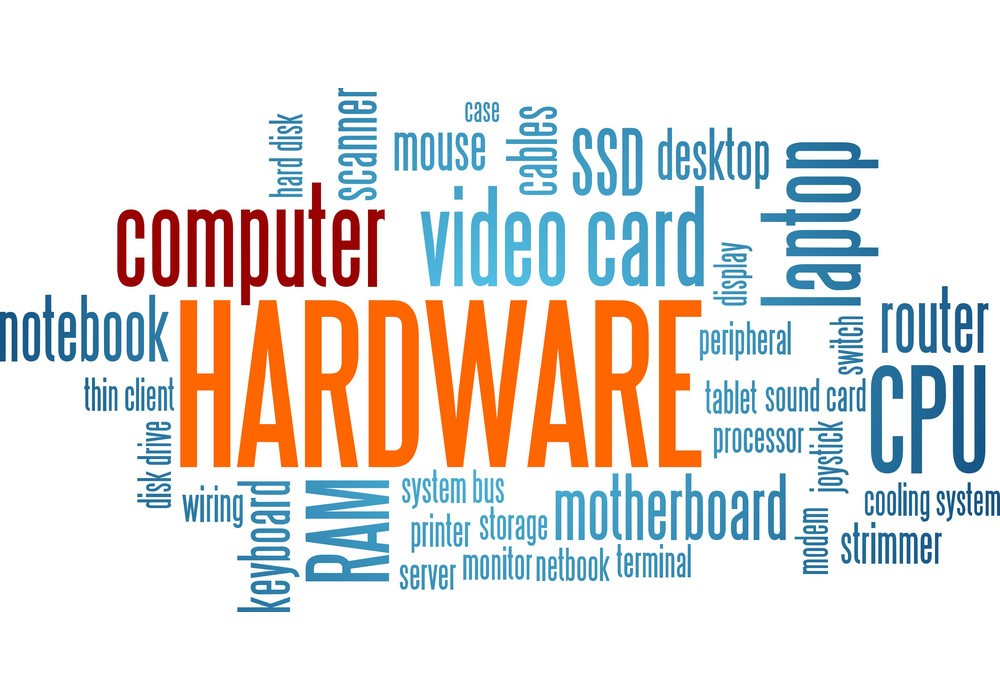 case
scanner
hard disk
mouse
cables
SSD
desktop
laptop
computer
video card
display
notebook
HARDWARE
router
peripheral
switch
thin client
tablet
sound card
CPU
processor
joystick
disk drive
wiring
keyboard
RAM
system bus
motherboard
cooling system
printer
storage
modem
strimmer
server
monitor
netbook
terminal